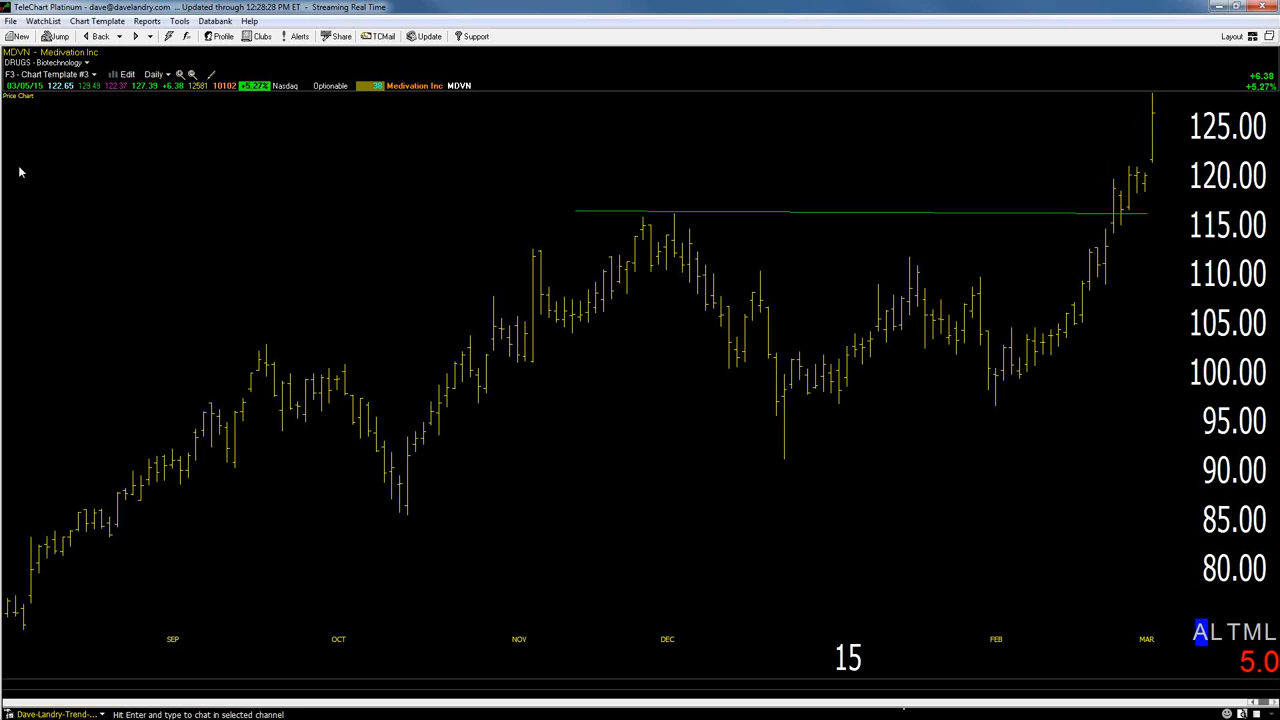 TeleChart Platinum - dave@davelandry.com ... Updated through 12:28:28 PM ET - Streaming Real Time
File WatchList Chart Template Reports Tools Databank Help
New Jump Back Profile Clubs Alerts Share TCMail Update Support Layout
MDVN - Medivation Inc
DRUGS - Biotechnology
F3 - Chart Template #3 Edit Daily
+6.38
03/05/15 122.65 129.49 122.37 127.39 +6.38 12581 10102 +5.27% Nasdaq Optionable 38 Medivation Inc MDVN +5.27%
Price Chart
125.00
120.00
115.00
110.00
105.00
100.00
95.00
90.00
85.00
80.00
SEP OCT NOV DEC FEB MAR
ALTML
15
5.0
Dave-Landry-Trend-... Hit Enter and type to chat in selected channel